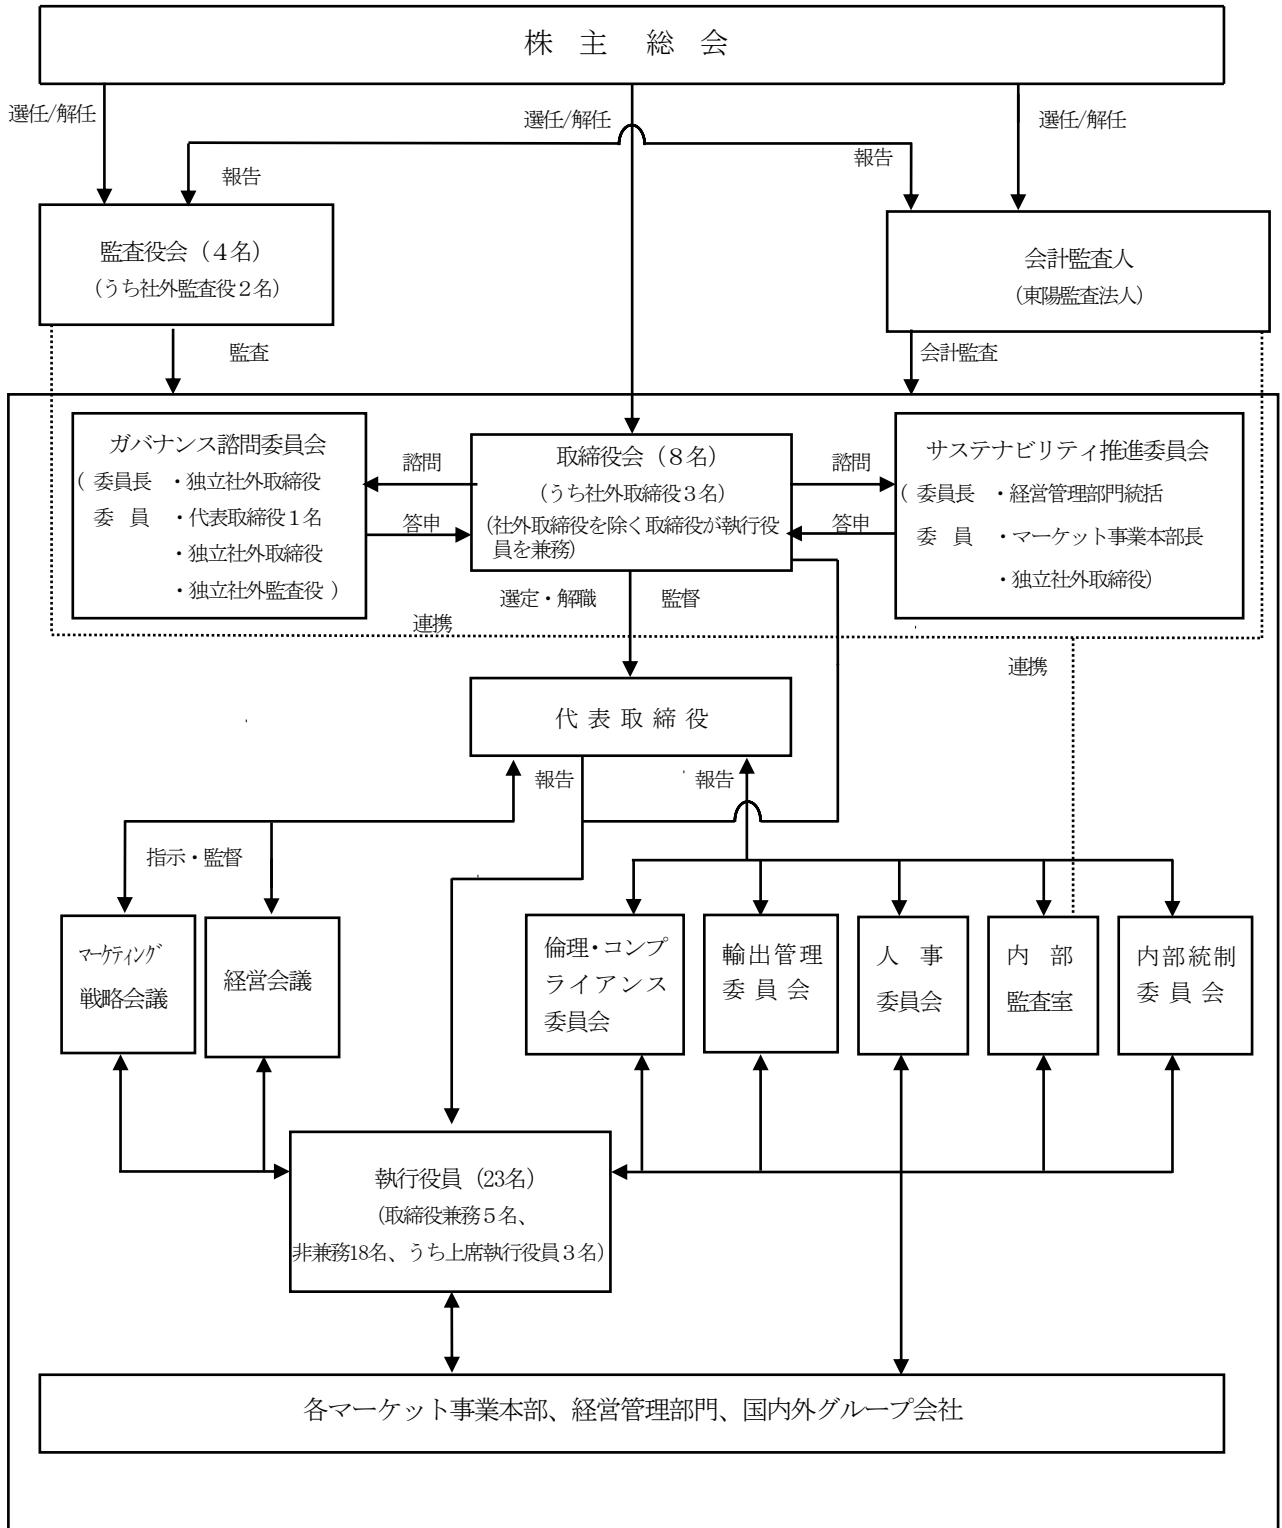 株　主　総　会
選任/解任
選任/解任
選任/解任
報告
報告
監査役会（４名）
（うち社外監査役２名）
会計監査人
（東陽監査法人）
監査
会計監査
ガバナンス諮問委員会
（ 委員長　・独立社外取締役
委　員　・代表取締役１名
・独立社外取締役
・独立社外監査役 ）
諮問
答申
取締役会（８名）
（うち社外取締役３名）
（社外取締役を除く取締役が執行役
員を兼務）
諮問
答申
サステナビリティ推進委員会
（ 委員長　・経営管理部門統括
委　員　・マーケット事業本部長
・独立社外取締役）
選定・解職
監督
連携
連携
代 表 取 締 役
報告
報告
指示・監督
マーケティング
戦略会議
経営会議
倫理・コンプ
ライアンス
委員会
輸出管理
委 員 会
人　事
委員会
内　部
監査室
内部統制
委 員 会
執行役員（23名）
（取締役兼務５名、
非兼務18名、うち上席執行役員３名）
各マーケット事業本部、経営管理部門、国内外グループ会社